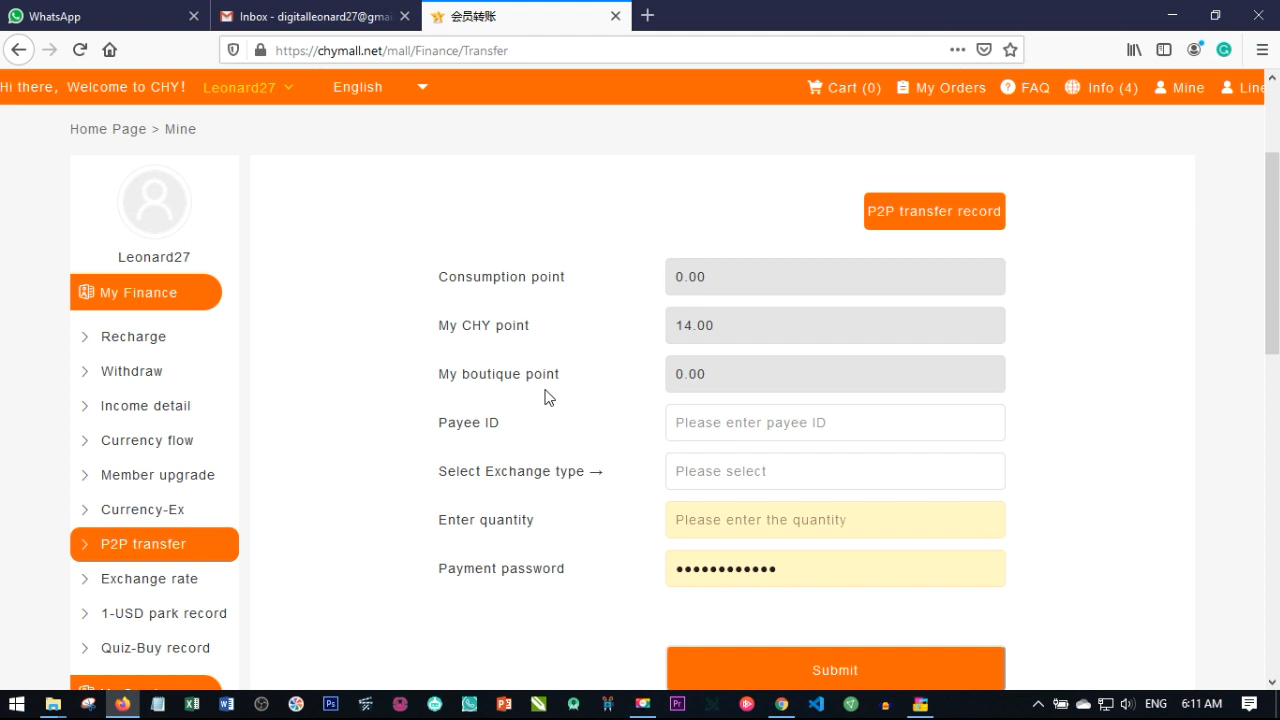 WhatsApp
Inbox - digitalleonard27@gmai
会员转账
https://chymall.net/mall/Finance/Transfer
Hi there, Welcome to CHY! Leonard27 English Cart (0) My Orders FAQ Info (4) Mine Line
Home Page > Mine
Leonard27
My Finance
Recharge
Withdraw
Income detail
Currency flow
Member upgrade
Currency-Ex
P2P transfer
Exchange rate
1-USD park record
Quiz-Buy record
P2P transfer record
Consumption point 0.00
My CHY point 14.00
My boutique point 0.00
Payee ID Please enter payee ID
Select Exchange type → Please select
Enter quantity Please enter the quantity
Payment password ••••••••••••
Submit
ENG 6:11 AM